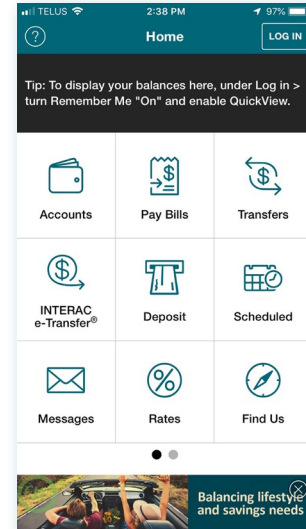 TELUS 2:38 PM 97%
? Home LOG IN
Tip: To display your balances here, under Log in >
turn Remember Me "On" and enable QuickView.
$ $
Accounts Pay Bills Transfers
$
INTERAC
e-Transfer® Deposit Scheduled
%
Messages Rates Find Us
Balancing lifestyle
and savings needs